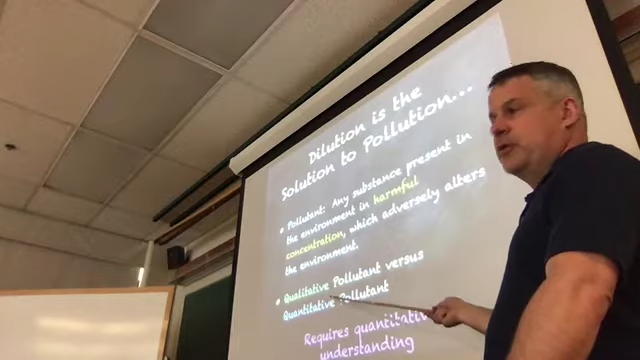 Dilution is the
Solution to Pollution...
• Pollutant: Any substance present in
the environment in harmful
concentration, which adversely alters
the environment.
• Qualitative Pollutant versus
Quantitative Pollutant
Requires quantitative
understanding